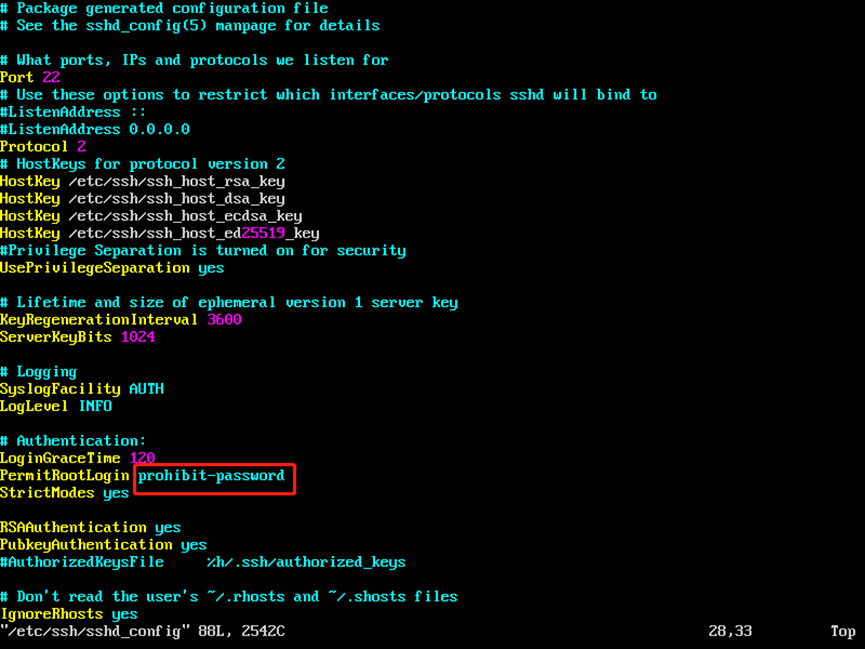 # Package generated configuration file
# See the sshd_config(5) manpage for details
# What ports, IPs and protocols we listen for
Port 22
# Use these options to restrict which interfaces/protocols sshd will bind to
#ListenAddress ::
#ListenAddress 0.0.0.0
Protocol 2
# HostKeys for protocol version 2
HostKey /etc/ssh/ssh_host_rsa_key
HostKey /etc/ssh/ssh_host_dsa_key
HostKey /etc/ssh/ssh_host_ecdsa_key
HostKey /etc/ssh/ssh_host_ed25519_key
#Privilege Separation is turned on for security
UsePrivilegeSeparation yes
# Lifetime and size of ephemeral version 1 server key
KeyRegenerationInterval 3600
ServerKeyBits 1024
# Logging
SyslogFacility AUTH
LogLevel INFO
# Authentication:
LoginGraceTime 120
PermitRootLogin prohibit-password
StrictModes yes
RSAAuthentication yes
PubkeyAuthentication yes
#AuthorizedKeysFile     %h/.ssh/authorized_keys
# Don't read the user's ~/.rhosts and ~/.shosts files
IgnoreRhosts yes
"/etc/ssh/sshd_config" 88L, 2542C 28,33 Top